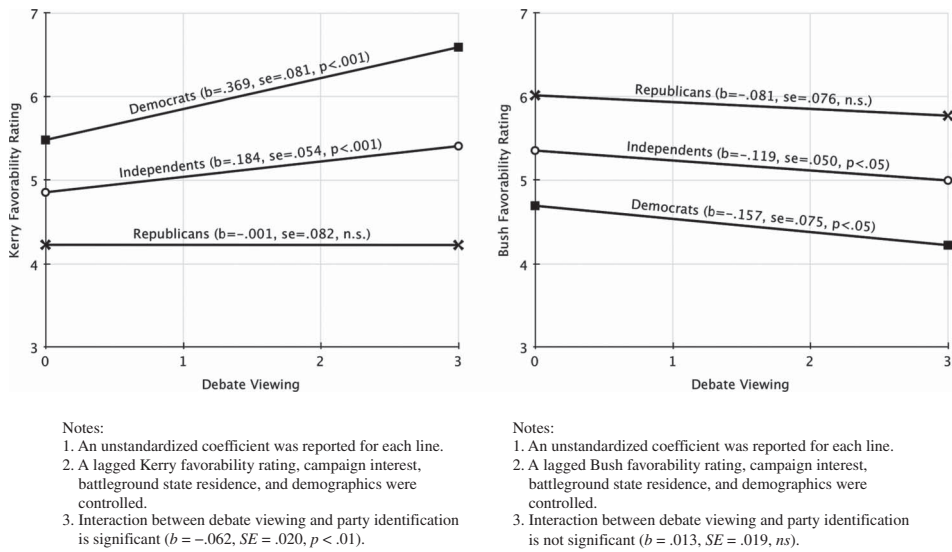 Kerry Favorability Rating
7
6
5
4
3
Democrats (b=.369, se=.081, p<.001)
Independents (b=.184, se=.054, p<.001)
Republicans (b=-.001, se=.082, n.s.)
0 1 2 3
Debate Viewing
Notes:
1. An unstandardized coefficient was reported for each line.
2. A lagged Kerry favorability rating, campaign interest,
battleground state residence, and demographics were
controlled.
3. Interaction between debate viewing and party identification
is significant (b = –.062, SE = .020, p < .01).
Bush Favorability Rating
7
6
5
4
3
Republicans (b=-.081, se=.076, n.s.)
Independents (b=-.119, se=.050, p<.05)
Democrats (b=-.157, se=.075, p<.05)
0 1 2 3
Debate Viewing
Notes:
1. An unstandardized coefficient was reported for each line.
2. A lagged Bush favorability rating, campaign interest,
battleground state residence, and demographics were
controlled.
3. Interaction between debate viewing and party identification
is not significant (b = .013, SE = .019, ns).